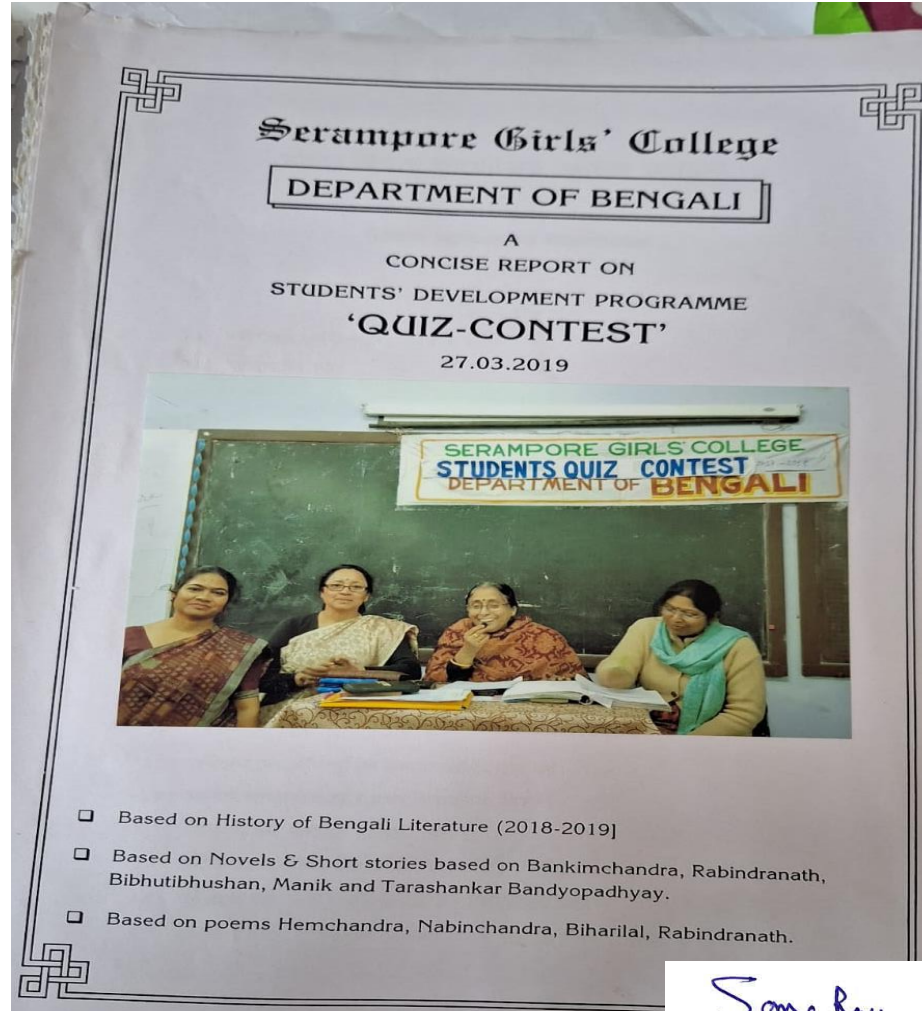 Serampore Girls' College
DEPARTMENT OF BENGALI
A
CONCISE REPORT ON
STUDENTS' DEVELOPMENT PROGRAMME
'QUIZ-CONTEST'
27.03.2019
SERAMPORE GIRLS' COLLEGE
STUDENTS QUIZ CONTEST
DEPARTMENT OF BENGALI
❑ Based on History of Bengali Literature (2018-2019]
❑ Based on Novels & Short stories based on Bankimchandra, Rabindranath,
Bibhutibhushan, Manik and Tarashankar Bandyopadhyay.
❑ Based on poems Hemchandra, Nabinchandra, Biharilal, Rabindranath.